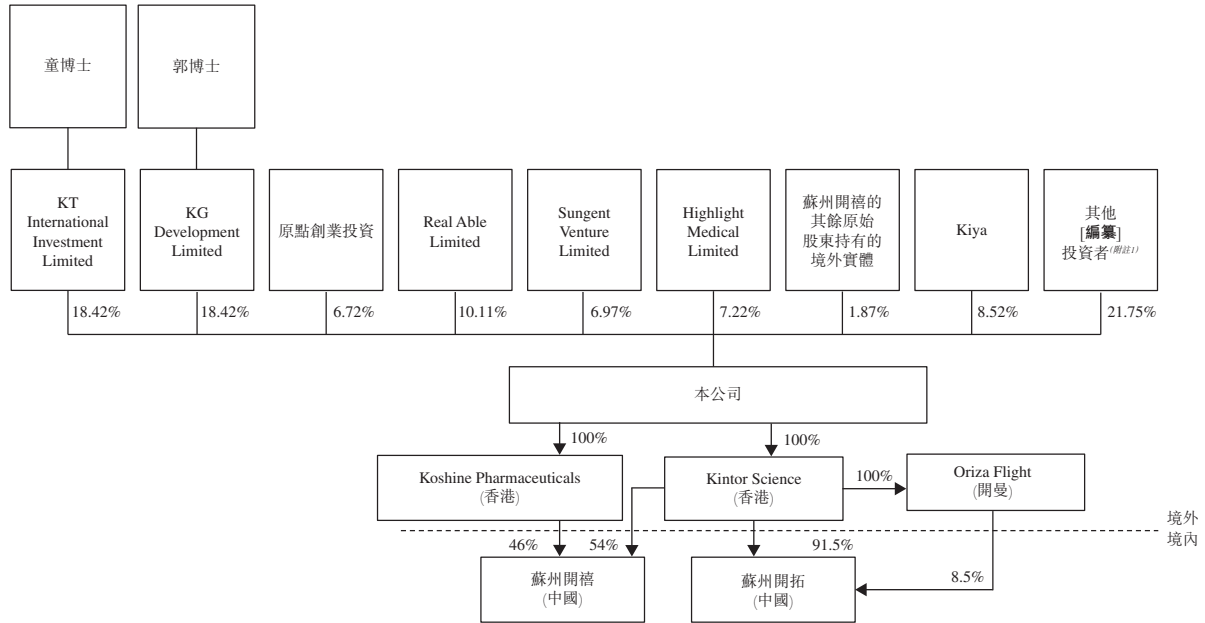 童博士
郭博士
KT
International
Investment
Limited
KG
Development
Limited
原點創業投資
Real Able
Limited
Sungent
Venture
Limited
Highlight
Medical
Limited
蘇州開禧的
其餘原始
股東持有的
境外實體
Kiya
其他
[編纂]
投資者(附註1)
18.42%
18.42%
6.72%
10.11%
6.97%
7.22%
1.87%
8.52%
21.75%
本公司
100%
100%
Koshine Pharmaceuticals
(香港)
Kintor Science
(香港)
100%
Oriza Flight
(開曼)
境外
境內
46%
54%
91.5%
8.5%
蘇州開禧
(中國)
蘇州開拓
(中國)